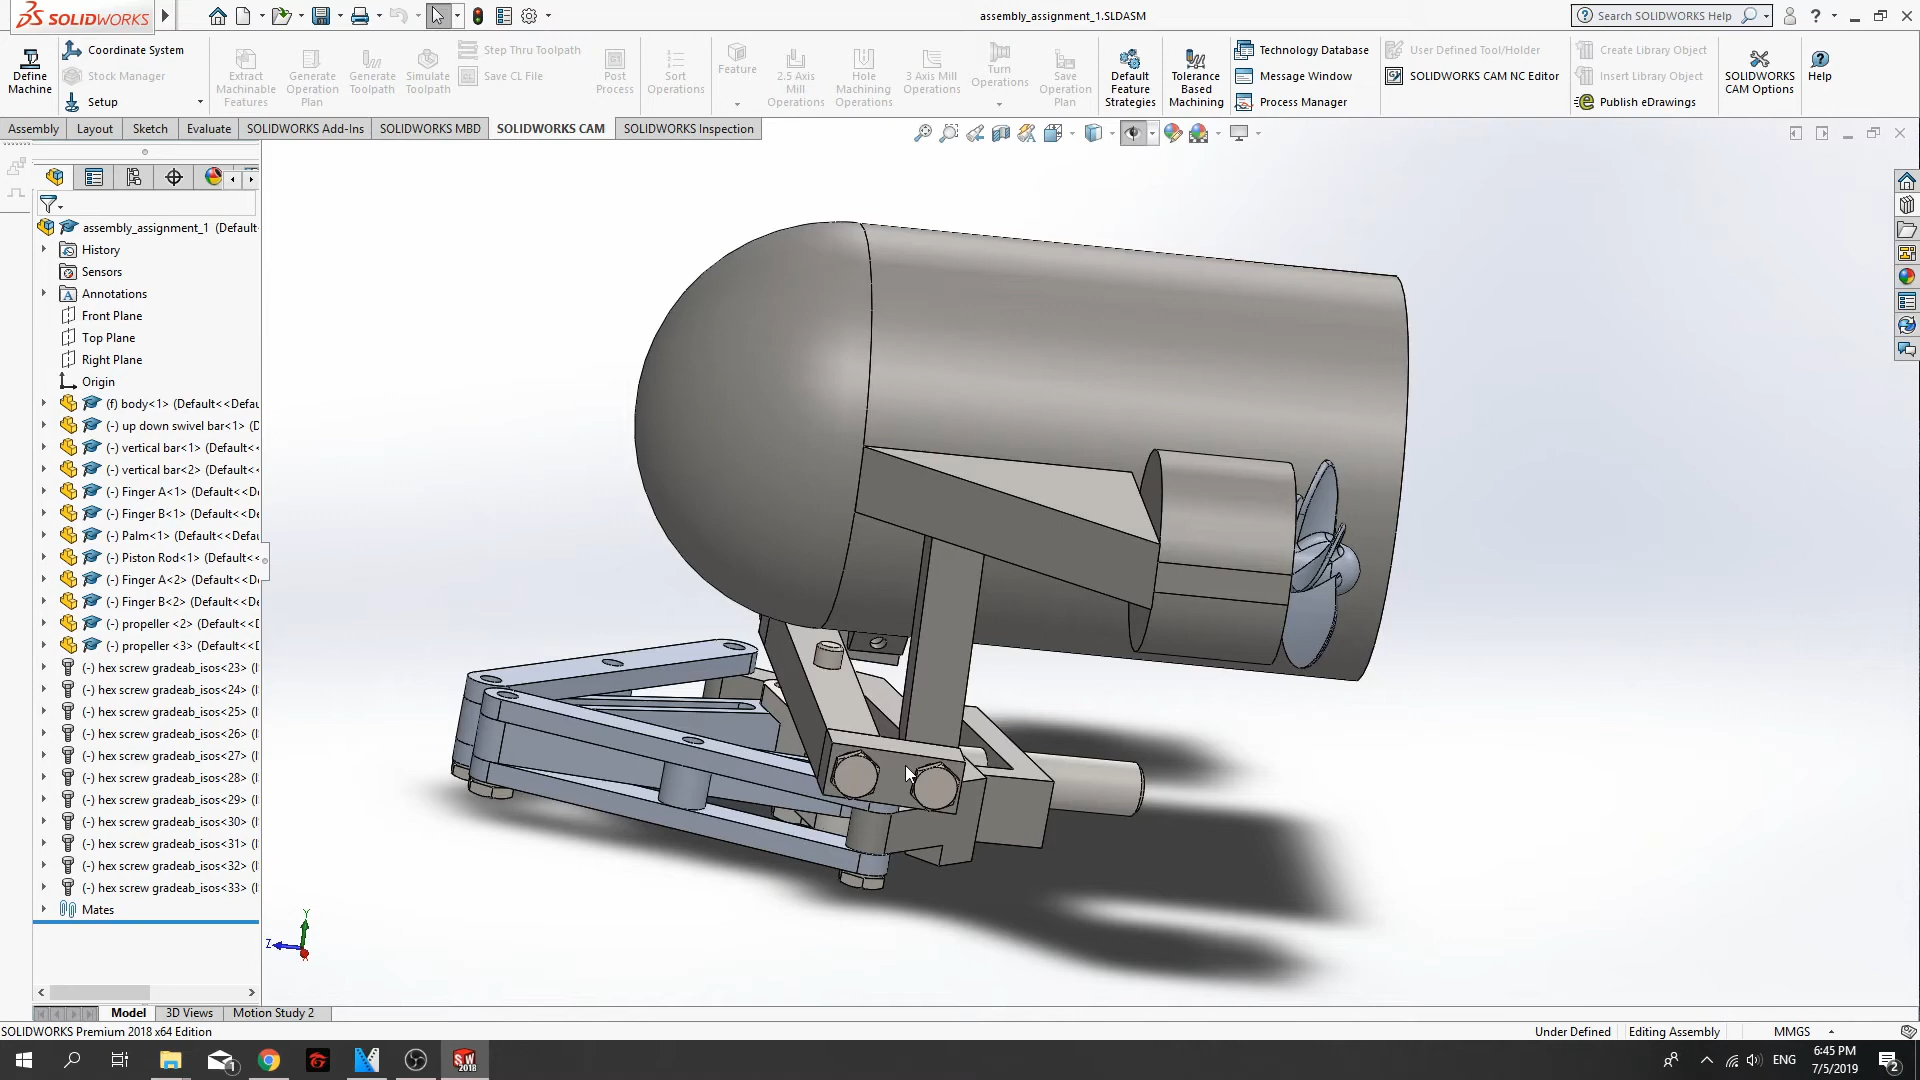 SOLIDWORKS
assembly_assignment_1.SLDASM
Search SOLIDWORKS Help
Define Machine
Coordinate System
Stock Manager
Setup
Extract Machinable Features
Generate Operation Plan
Generate Toolpath
Simulate Toolpath
Step Thru Toolpath
Save CL File
Post Process
Sort Operations
Feature
2.5 Axis Mill Operations
Hole Machining Operations
3 Axis Mill Operations
Turn Operations
Save Operation Plan
Default Feature Strategies
Tolerance Based Machining
Technology Database
Message Window
Process Manager
User Defined Tool/Holder
SOLIDWORKS CAM NC Editor
Create Library Object
Insert Library Object
Publish eDrawings
SOLIDWORKS CAM Options
Help
Assembly
Layout
Sketch
Evaluate
SOLIDWORKS Add-Ins
SOLIDWORKS MBD
SOLIDWORKS CAM
SOLIDWORKS Inspection
assembly_assignment_1 (Default
History
Sensors
Annotations
Front Plane
Top Plane
Right Plane
Origin
(f) body<1> (Default<<Defau
(-) up down swivel bar<1> (D
(-) vertical bar<1> (Default<
(-) vertical bar<2> (Default<
(-) Finger A<1> (Default<<D
(-) Finger B<1> (Default<<D
(-) Palm<1> (Default<<Defau
(-) Piston Rod<1> (Default<<
(-) Finger A<2> (Default<<D
(-) Finger B<2> (Default<<D
(-) propeller <2> (Default<<D
(-) propeller <3> (Default<<D
(-) hex screw gradeab_isos<23> (I
(-) hex screw gradeab_isos<24> (I
(-) hex screw gradeab_isos<25> (I
(-) hex screw gradeab_isos<26> (I
(-) hex screw gradeab_isos<27> (I
(-) hex screw gradeab_isos<28> (I
(-) hex screw gradeab_isos<29> (I
(-) hex screw gradeab_isos<30> (I
(-) hex screw gradeab_isos<31> (I
(-) hex screw gradeab_isos<32> (I
(-) hex screw gradeab_isos<33> (I
Mates
Y
Z
Model
3D Views
Motion Study 2
SOLIDWORKS Premium 2018 x64 Edition
Under Defined
Editing Assembly
MMGS
ENG
6:45 PM
7/5/2019